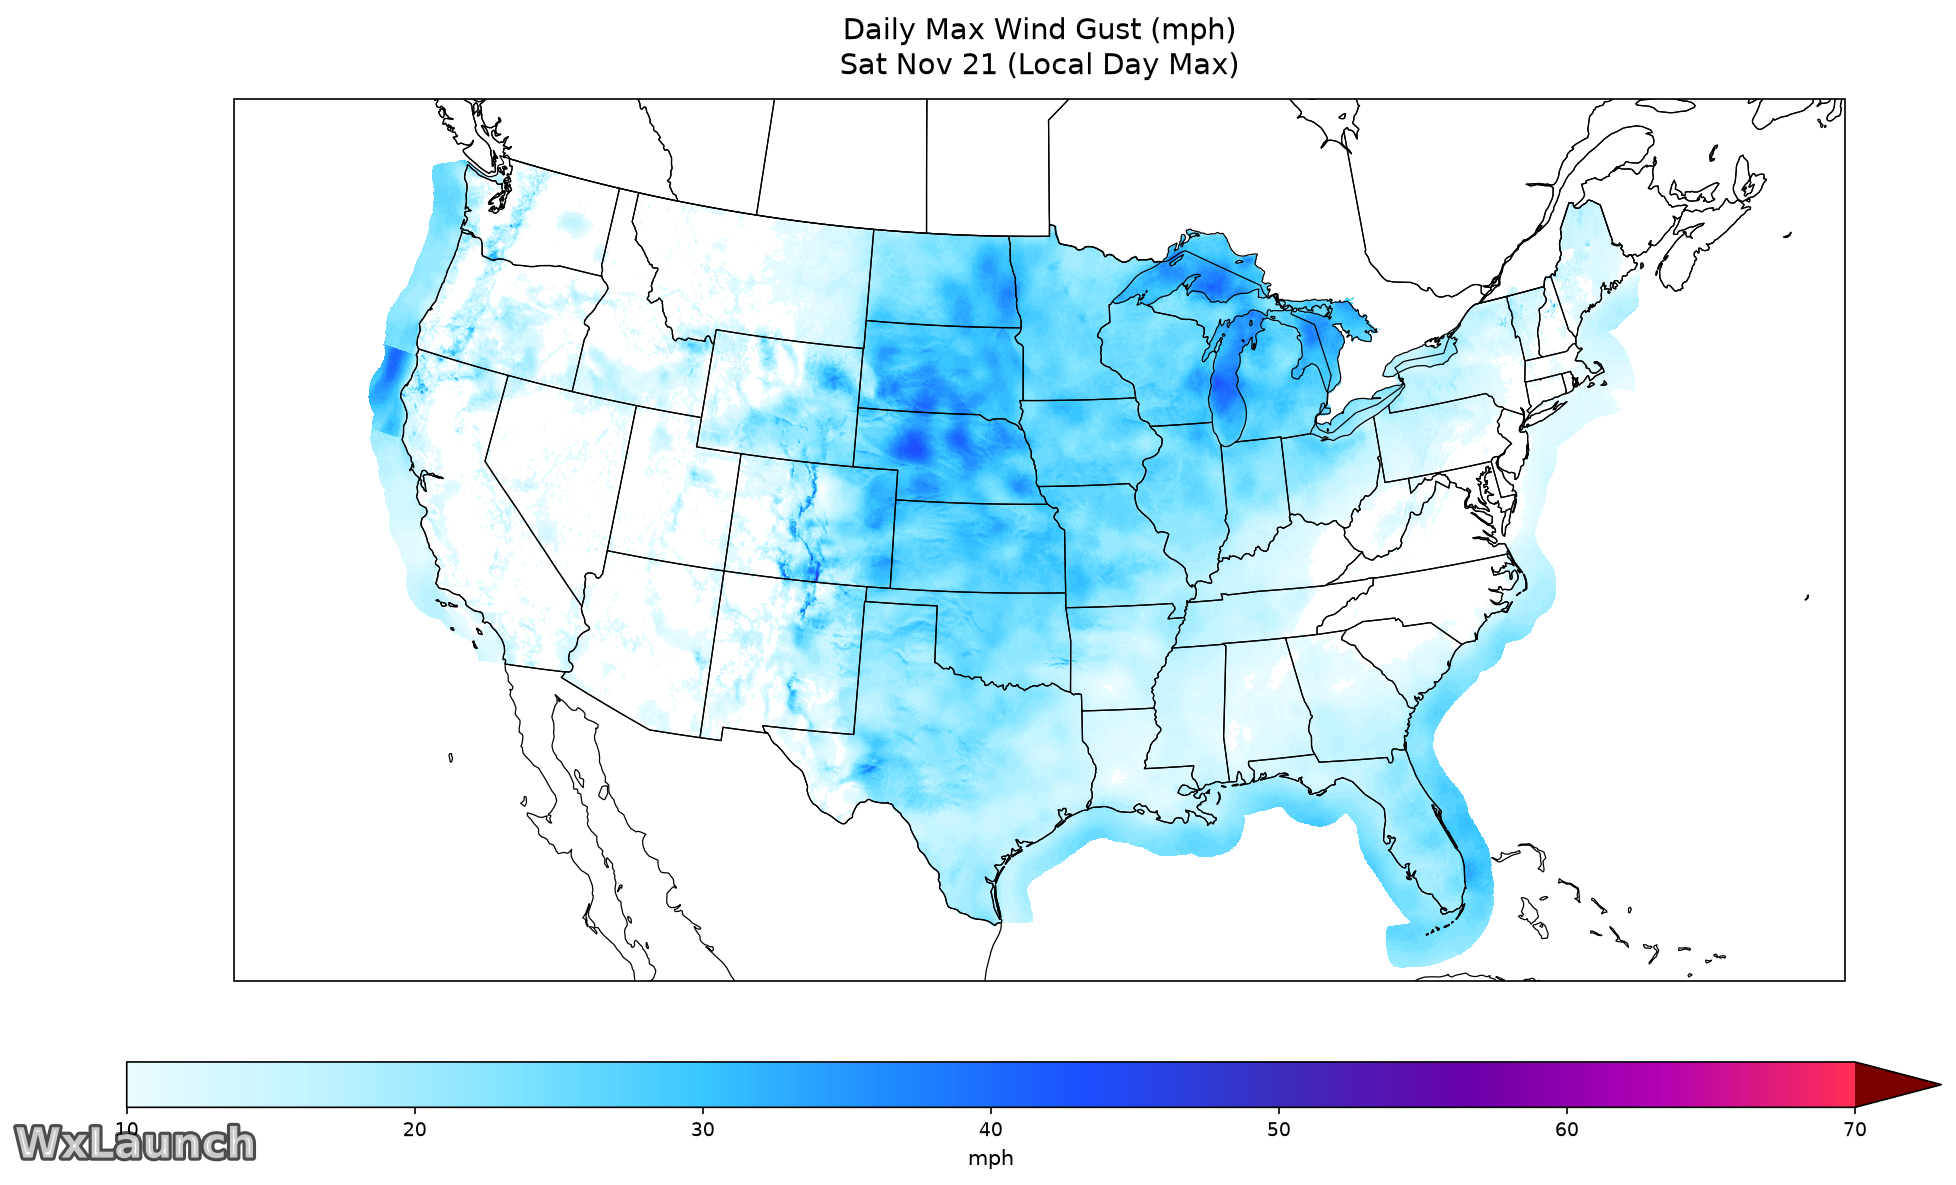 Daily Max Wind Gust (mph)
Sat Nov 21 (Local Day Max)
10 20 30 40 50 60 70
mph
WxLaunch